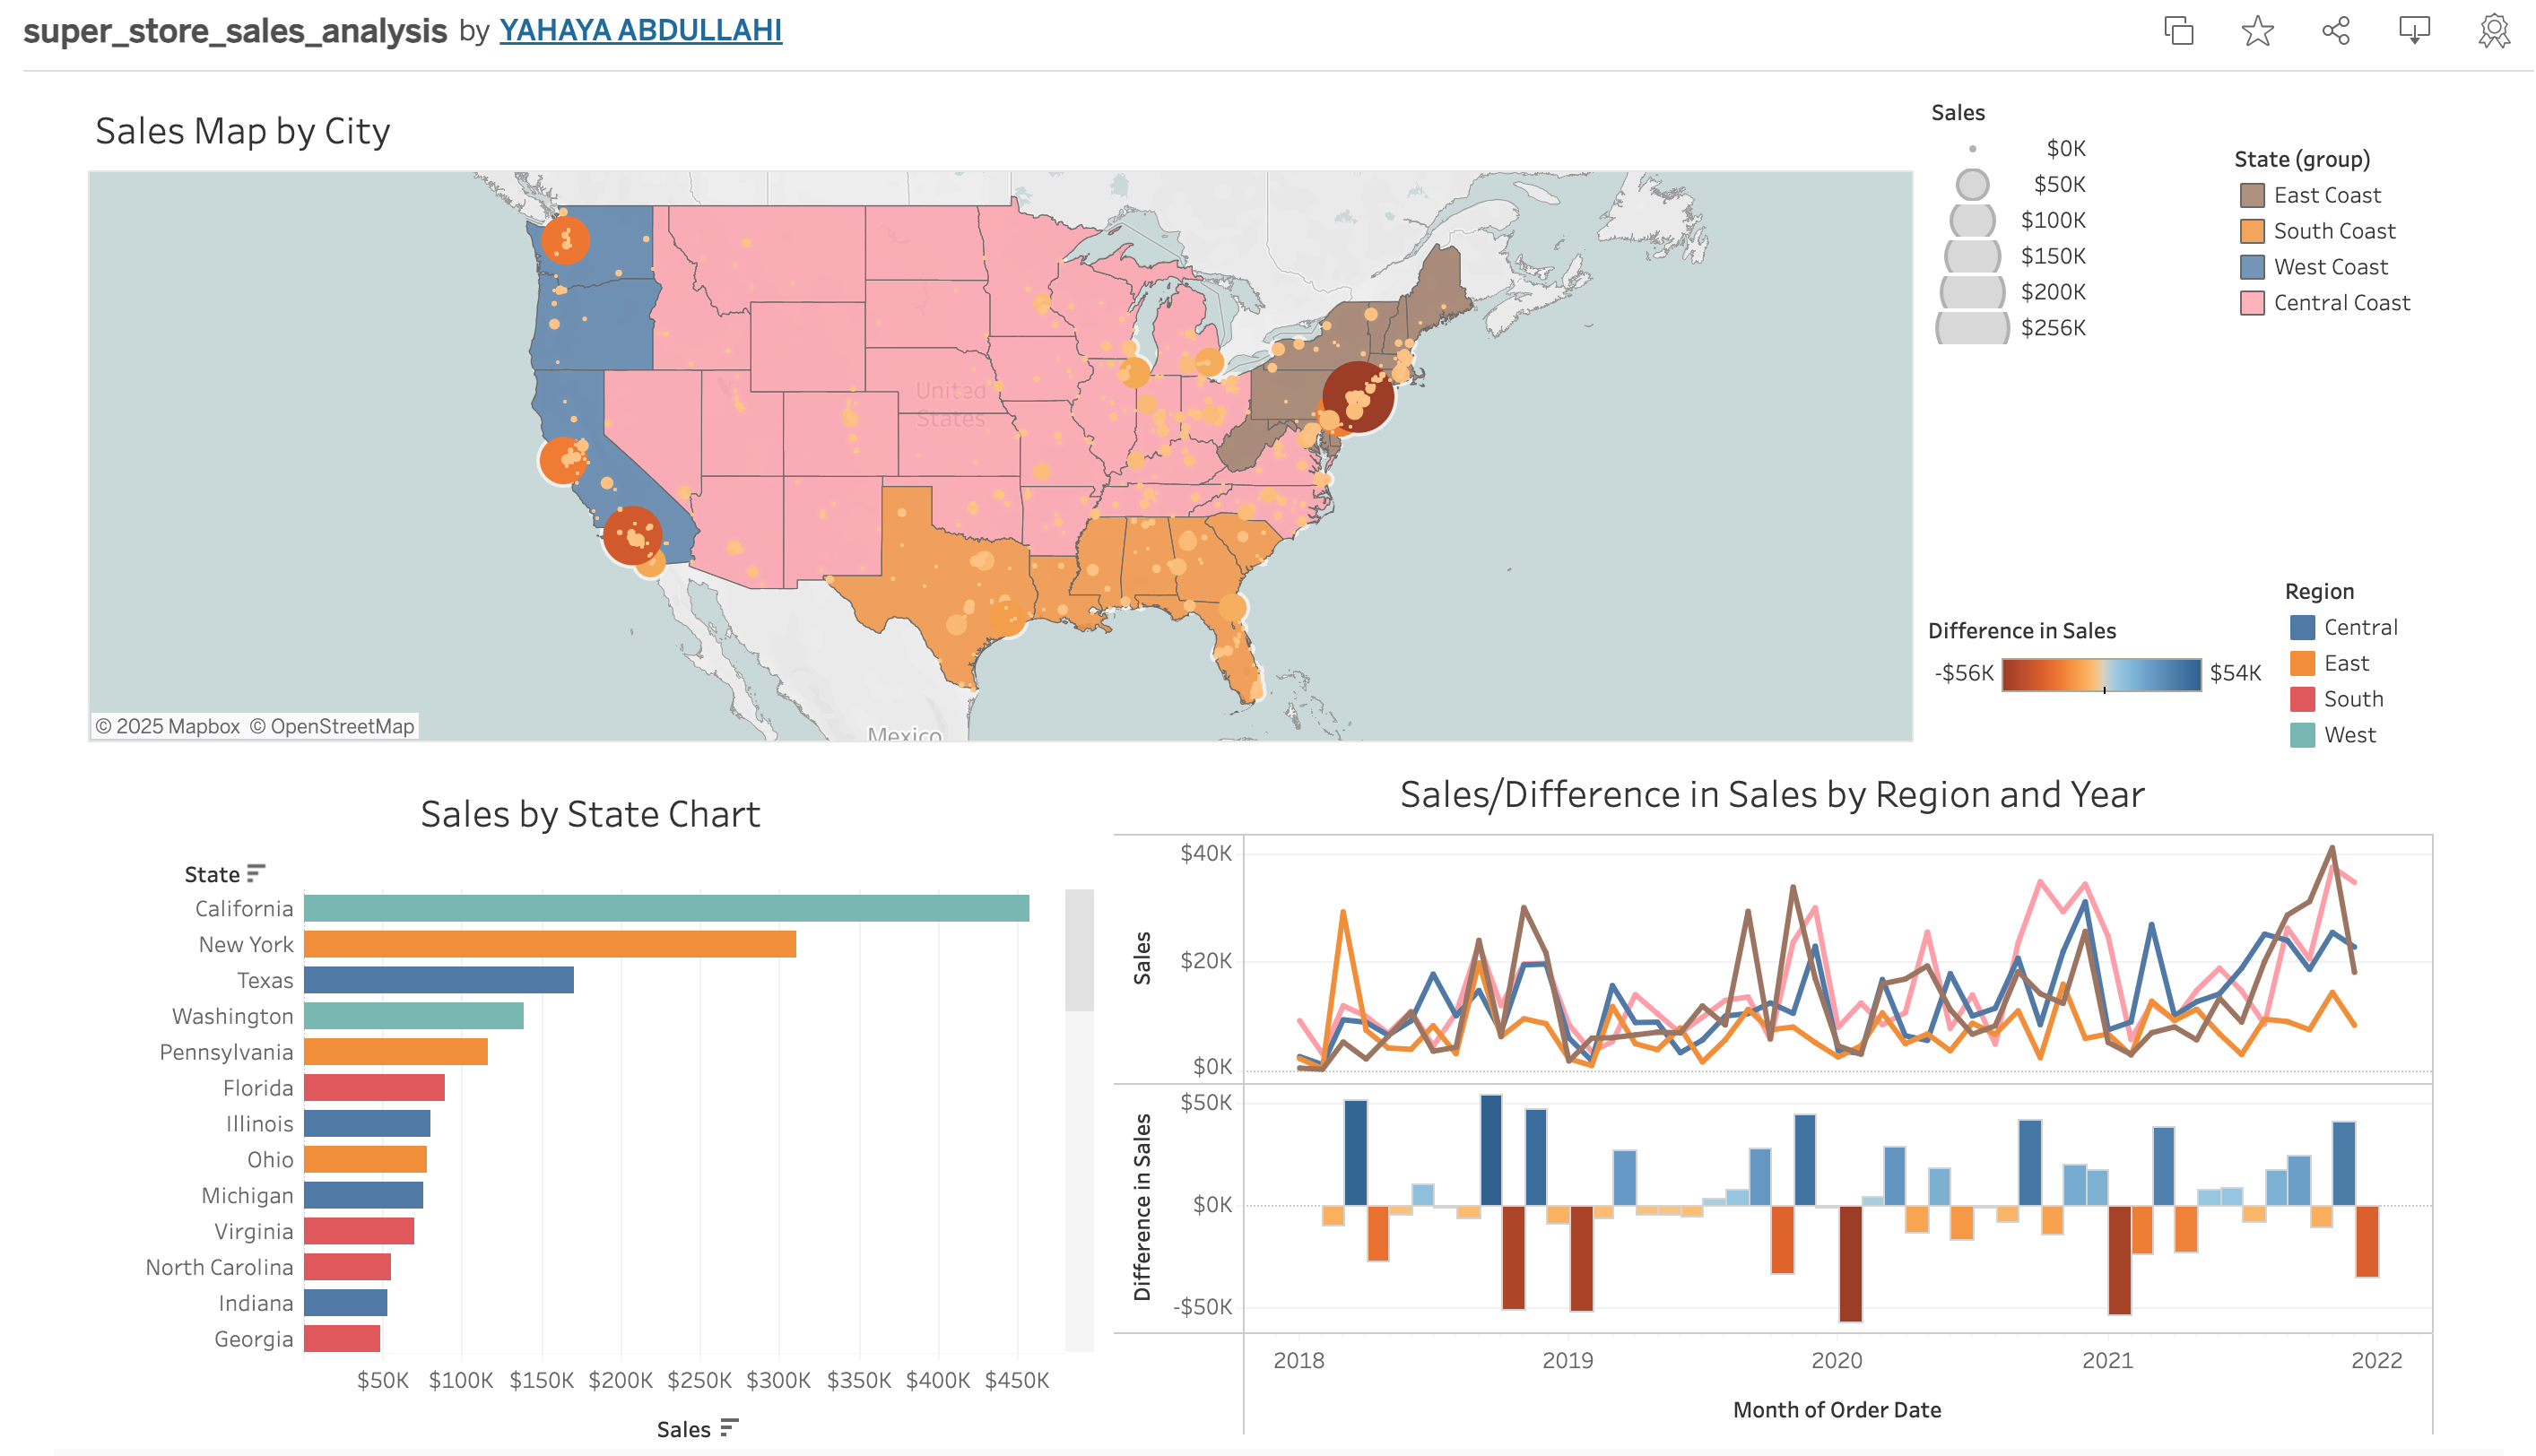 super_store_sales_analysis by YAHAYA ABDULLAHI
Sales Map by City
United
States
Mexico
© 2025 Mapbox © OpenStreetMap
Sales
$0K
$50K
$100K
$150K
$200K
$256K
State (group)
East Coast
South Coast
West Coast
Central Coast
Difference in Sales
-$56K $54K
Region
Central
East
South
West
Sales by State Chart
State
California
New York
Texas
Washington
Pennsylvania
Florida
Illinois
Ohio
Michigan
Virginia
North Carolina
Indiana
Georgia
$50K $100K $150K $200K $250K $300K $350K $400K $450K
Sales
Sales/Difference in Sales by Region and Year
Sales
$40K
$20K
$0K
Difference in Sales
$50K
$0K
-$50K
2018 2019 2020 2021 2022
Month of Order Date